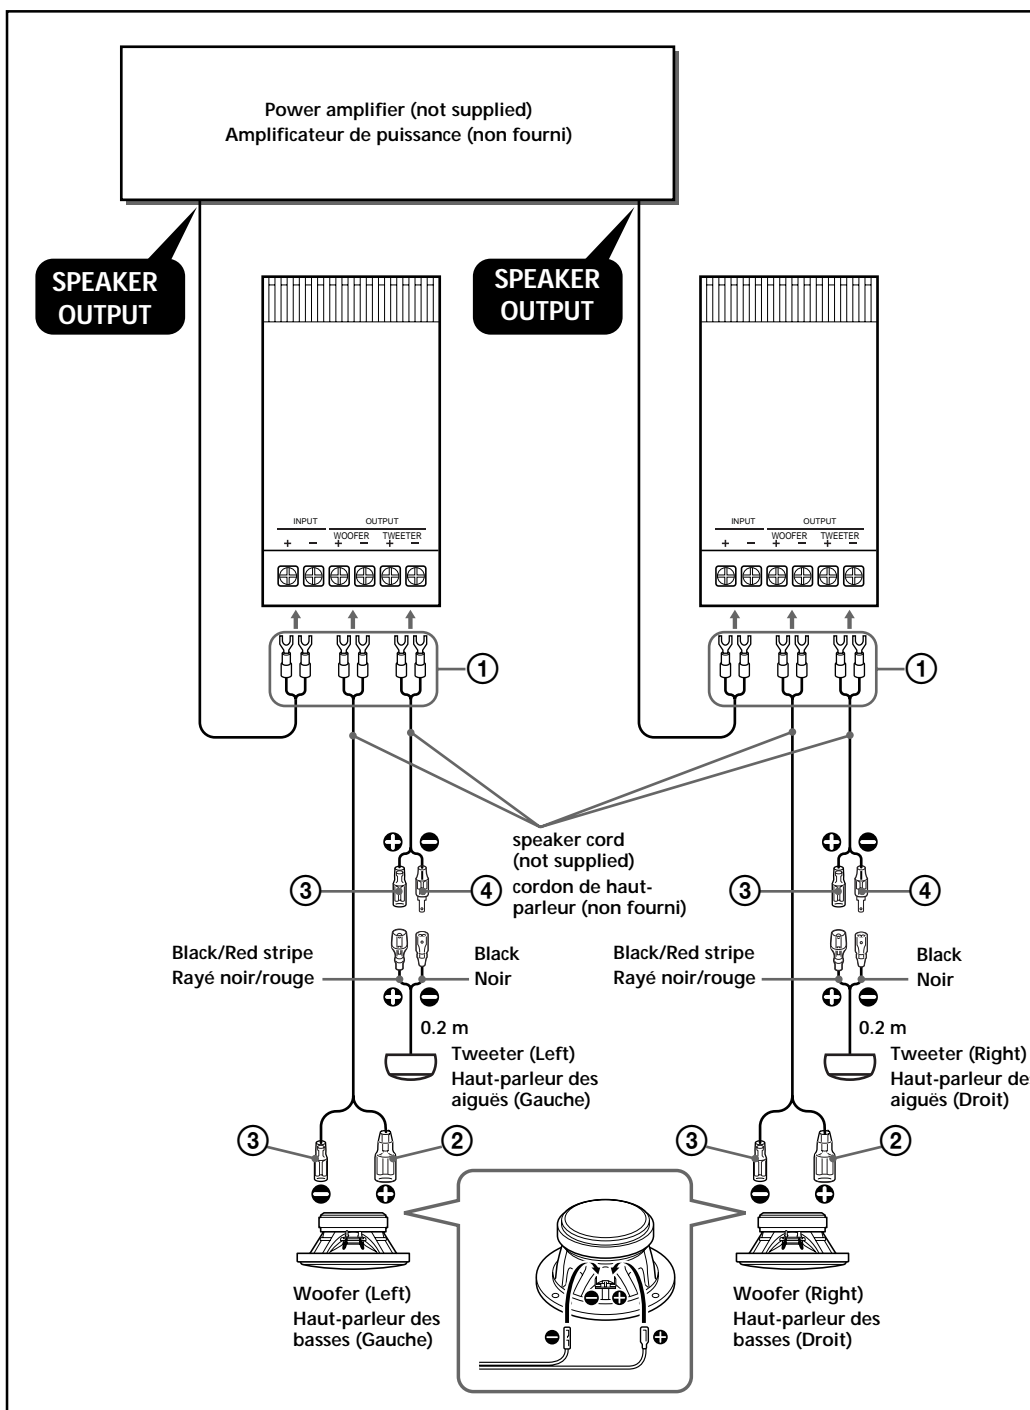 Power amplifier (not supplied)
Amplificateur de puissance (non fourni)
SPEAKER
OUTPUT
SPEAKER
OUTPUT
INPUT OUTPUT
WOOFER TWEETER
+ − + − + −
INPUT OUTPUT
WOOFER TWEETER
+ − + − + −
1
1
speaker cord
(not supplied)
cordon de haut-
parleur (non fourni)
+ −
3
4
Black/Red stripe
Rayé noir/rouge
Black
Noir
+ −
0.2 m
Tweeter (Left)
Haut-parleur des
aiguës (Gauche)
+ −
3
4
Black/Red stripe
Rayé noir/rouge
Black
Noir
+ −
0.2 m
Tweeter (Right)
Haut-parleur des
aiguës (Droit)
3
2
− +
Woofer (Left)
Haut-parleur des
basses (Gauche)
− +
− +
3
2
− +
Woofer (Right)
Haut-parleur des
basses (Droit)